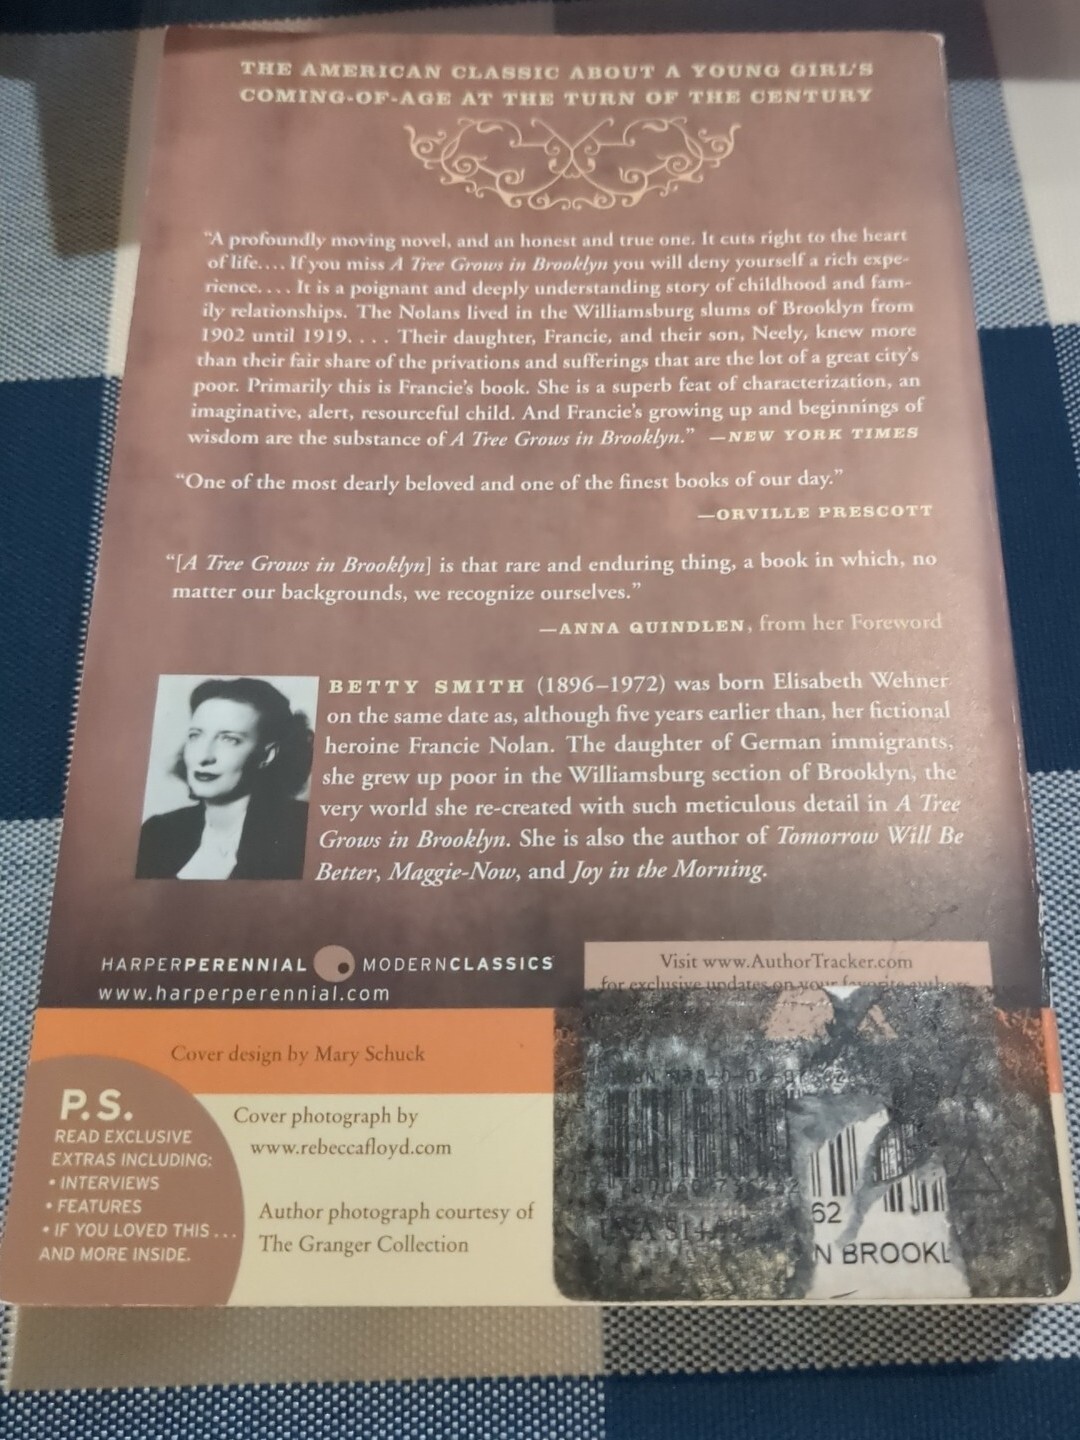 THE AMERICAN CLASSIC ABOUT A YOUNG GIRL'S
COMING-OF-AGE AT THE TURN OF THE CENTURY
“A profoundly moving novel, and an honest and true one. It cuts right to the heart
of life.... If you miss A Tree Grows in Brooklyn you will deny yourself a rich expe-
rience.... It is a poignant and deeply understanding story of childhood and fam-
ily relationships. The Nolans lived in the Williamsburg slums of Brooklyn from
1902 until 1919.... Their daughter, Francie, and their son, Neely, knew more
than their fair share of the privations and sufferings that are the lot of a great city's
poor. Primarily this is Francie's book. She is a superb feat of characterization, an
imaginative, alert, resourceful child. And Francie's growing up and beginnings of
wisdom are the substance of A Tree Grows in Brooklyn.” —NEW YORK TIMES
“One of the most dearly beloved and one of the finest books of our day.”
—ORVILLE PRESCOTT
“[A Tree Grows in Brooklyn] is that rare and enduring thing, a book in which, no
matter our backgrounds, we recognize ourselves.”
—ANNA QUINDLEN, from her Foreword
BETTY SMITH (1896–1972) was born Elisabeth Wehner
on the same date as, although five years earlier than, her fictional
heroine Francie Nolan. The daughter of German immigrants,
she grew up poor in the Williamsburg section of Brooklyn, the
very world she re-created with such meticulous detail in A Tree
Grows in Brooklyn. She is also the author of Tomorrow Will Be
Better, Maggie-Now, and Joy in the Morning.
HARPERPERENNIAL MODERNCLASSICS
www.harperperennial.com
Visit www.AuthorTracker.com
for exclusive updates on your favorite authors
Cover design by Mary Schuck
P.S.
READ EXCLUSIVE
EXTRAS INCLUDING:
• INTERVIEWS
• FEATURES
• IF YOU LOVED THIS...
AND MORE INSIDE.
Cover photograph by
www.rebeccafloyd.com
Author photograph courtesy of
The Granger Collection
USA
62
N BROOKL